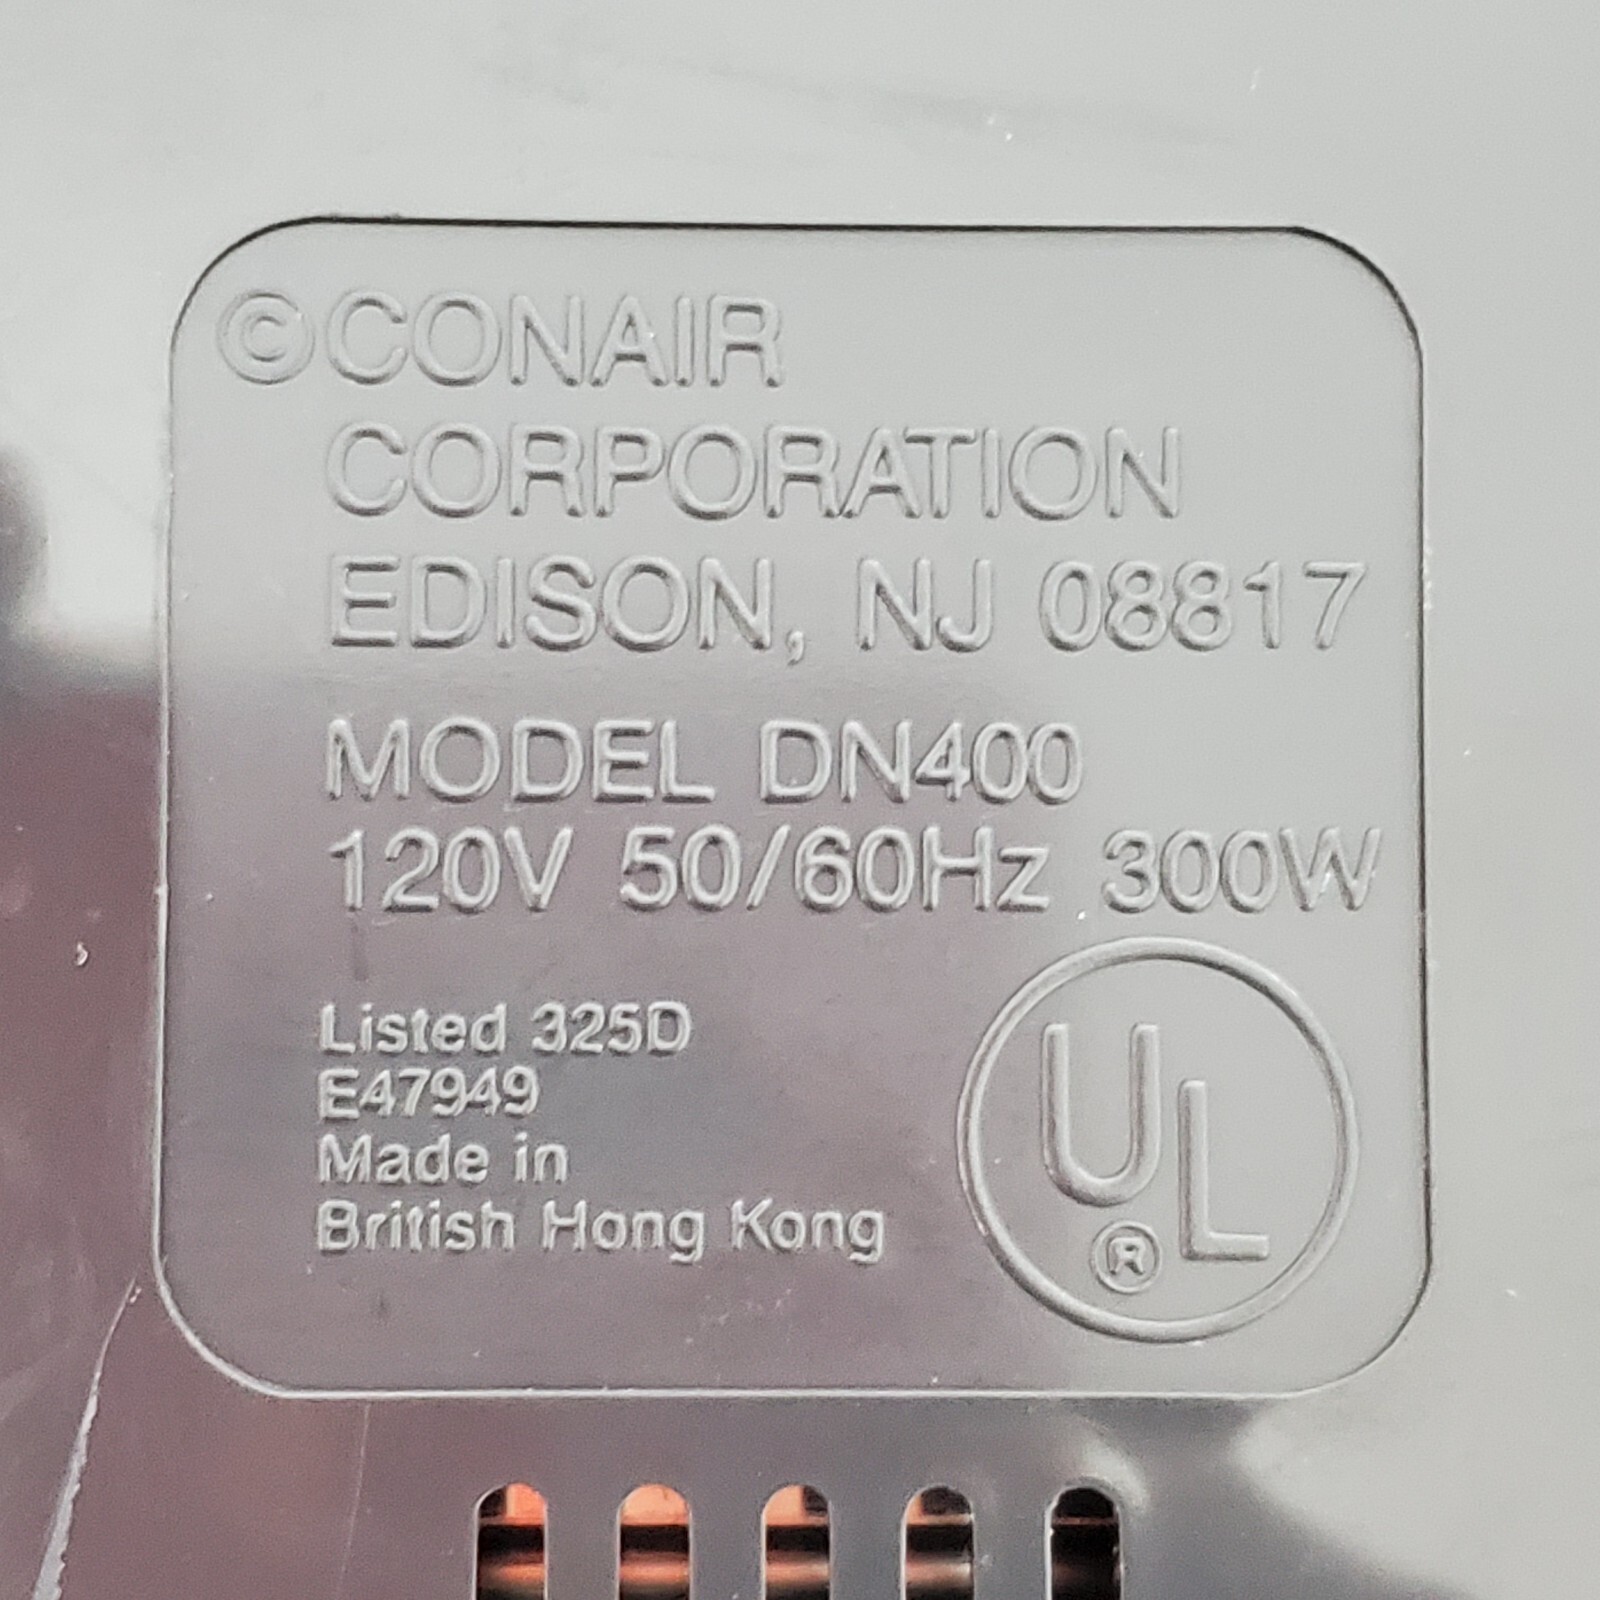 ©CONAIR
CORPORATION
EDISON, NJ 08817
MODEL DN400
120V 50/60Hz 300W
Listed 325D
E47949
Made in
British Hong Kong
UL
®